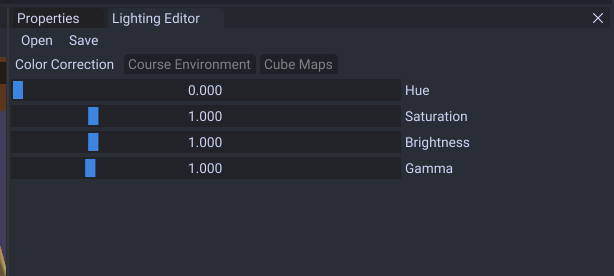 Properties Lighting Editor
Open Save
Color Correction Course Environment Cube Maps
0.000 Hue
1.000 Saturation
1.000 Brightness
1.000 Gamma